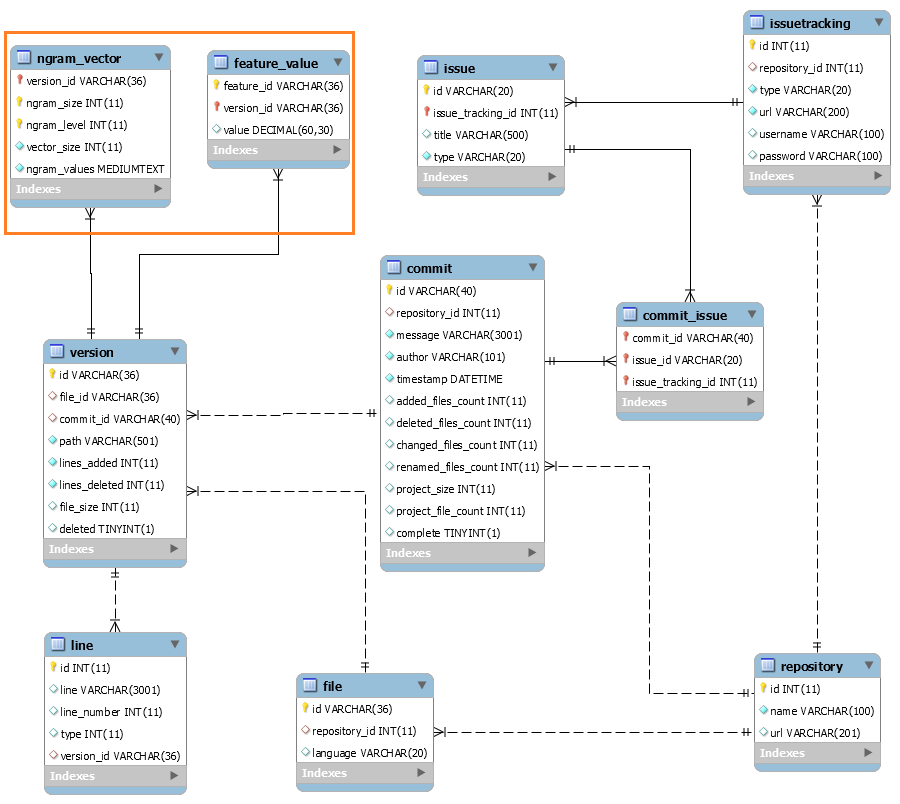 ngram_vector
version_id VARCHAR(36)
ngram_size INT(11)
ngram_level INT(11)
vector_size INT(11)
ngram_values MEDIUMTEXT
Indexes
feature_value
feature_id VARCHAR(36)
version_id VARCHAR(36)
value DECIMAL(60,30)
Indexes
issue
id VARCHAR(20)
issue_tracking_id INT(11)
title VARCHAR(500)
type VARCHAR(20)
Indexes
issuetracking
id INT(11)
repository_id INT(11)
type VARCHAR(20)
url VARCHAR(200)
username VARCHAR(100)
password VARCHAR(100)
Indexes
version
id VARCHAR(36)
file_id VARCHAR(36)
commit_id VARCHAR(40)
path VARCHAR(501)
lines_added INT(11)
lines_deleted INT(11)
file_size INT(11)
deleted TINYINT(1)
Indexes
commit
id VARCHAR(40)
repository_id INT(11)
message VARCHAR(3001)
author VARCHAR(101)
timestamp DATETIME
added_files_count INT(11)
deleted_files_count INT(11)
changed_files_count INT(11)
renamed_files_count INT(11)
project_size INT(11)
project_file_count INT(11)
complete TINYINT(1)
Indexes
commit_issue
commit_id VARCHAR(40)
issue_id VARCHAR(20)
issue_tracking_id INT(11)
Indexes
line
id INT(11)
line VARCHAR(3001)
line_number INT(11)
type INT(11)
version_id VARCHAR(36)
Indexes
file
id VARCHAR(36)
repository_id INT(11)
language VARCHAR(20)
Indexes
repository
id INT(11)
name VARCHAR(100)
url VARCHAR(201)
Indexes